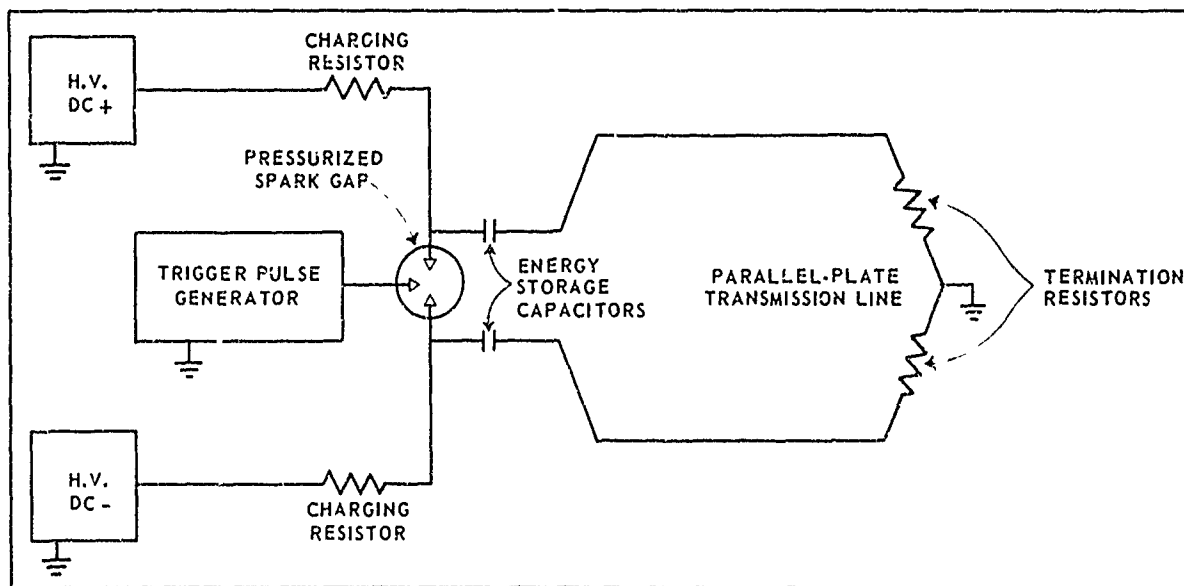 CHARGING
RESISTOR
H.V.
DC +
PRESSURIZED
SPARK GAP
TRIGGER PULSE
GENERATOR
ENERGY
STORAGE
CAPACITORS
PARALLEL-PLATE
TRANSMISSION LINE
TERMINATION
RESISTORS
H.V.
DC -
CHARGING
RESISTOR